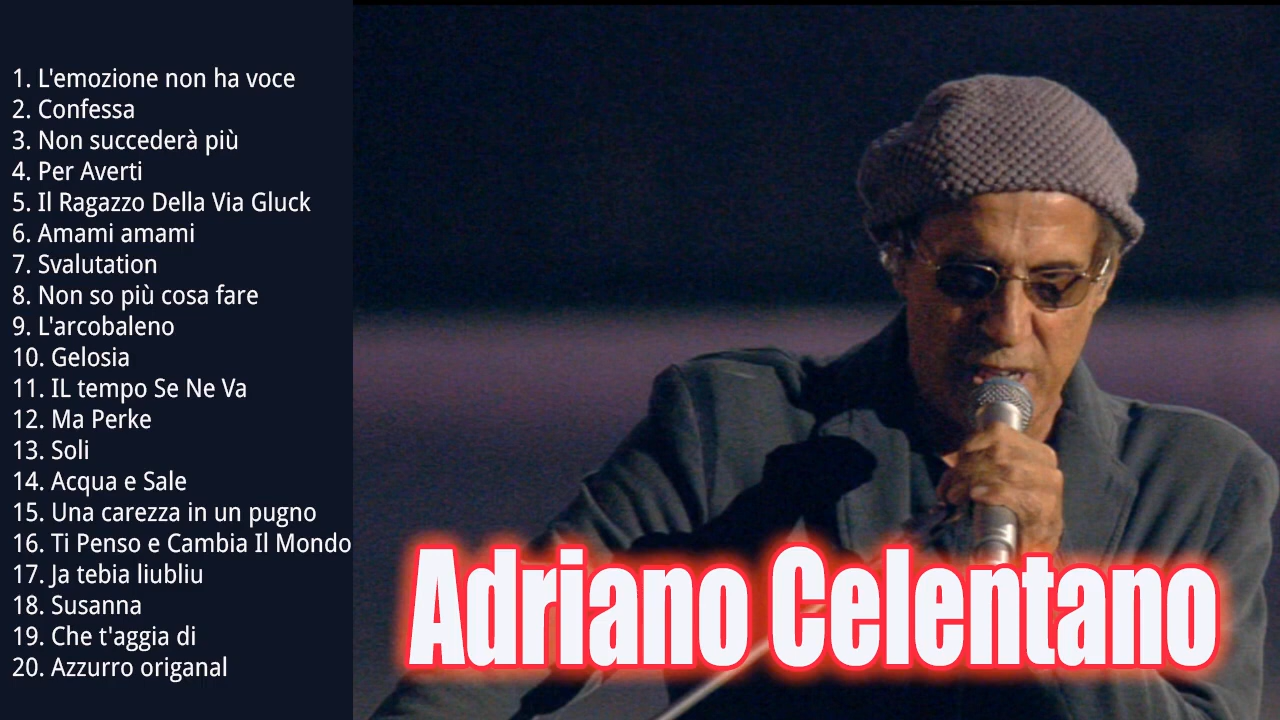 1. L'emozione non ha voce
2. Confessa
3. Non succederà più
4. Per Averti
5. Il Ragazzo Della Via Gluck
6. Amami amami
7. Svalutation
8. Non so più cosa fare
9. L'arcobaleno
10. Gelosia
11. IL tempo Se Ne Va
12. Ma Perke
13. Soli
14. Acqua e Sale
15. Una carezza in un pugno
16. Ti Penso e Cambia Il Mondo
17. Ja tebia liubliu
18. Susanna
19. Che t'aggia di
20. Azzurro origanal
Adriano Celentano